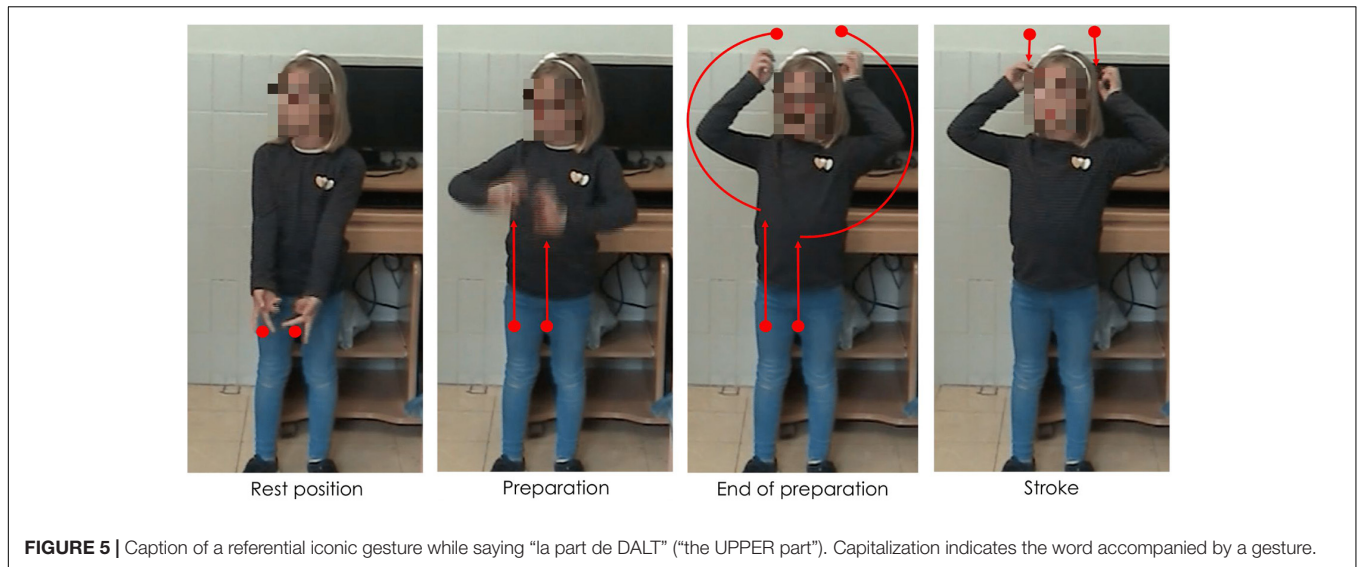 Rest position
Preparation
End of preparation
Stroke
FIGURE 5 | Caption of a referential iconic gesture while saying “la part de DALT” (“the UPPER part”). Capitalization indicates the word accompanied by a gesture.